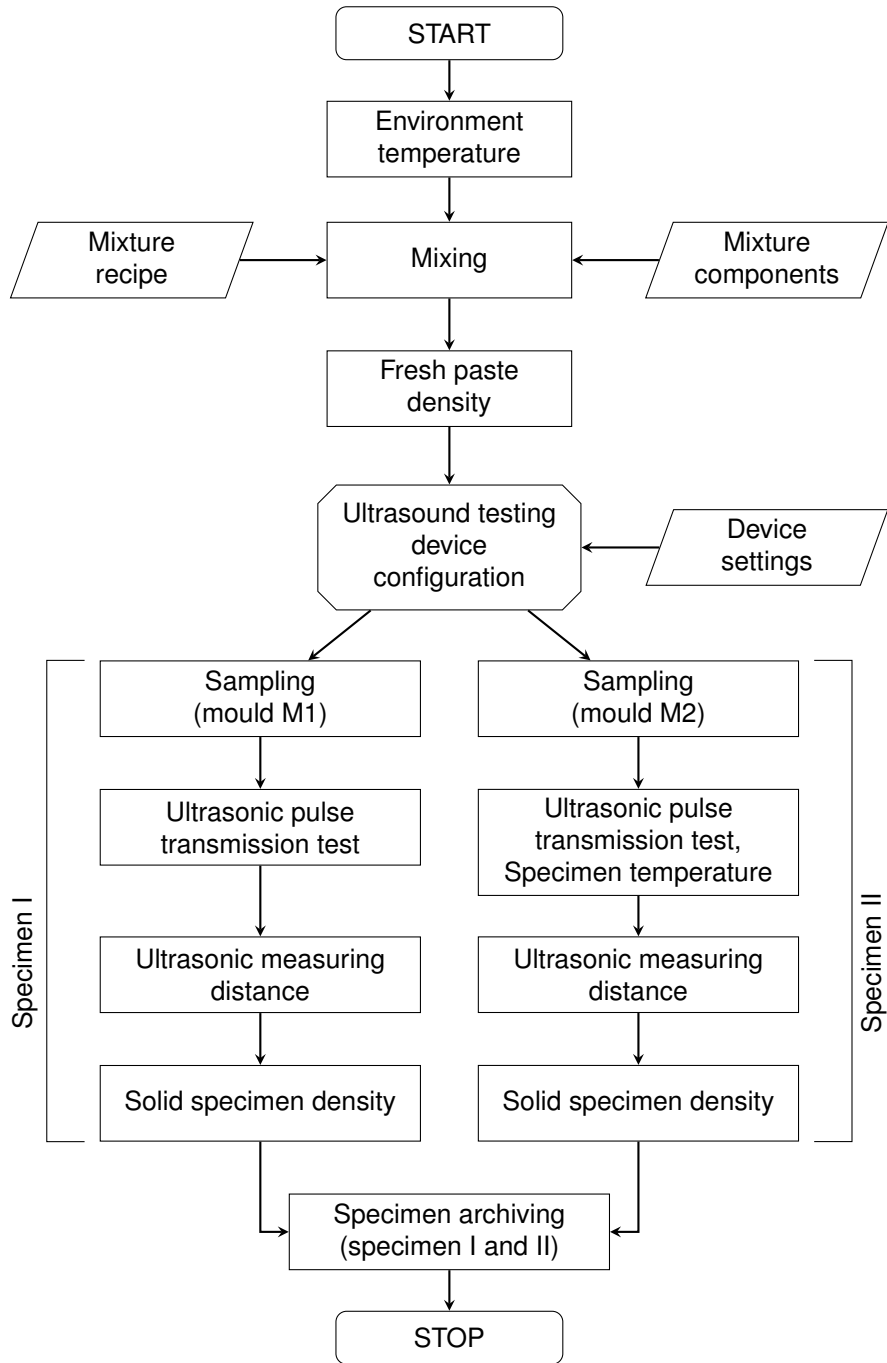 START
Environment
temperature
Mixture
recipe
Mixing
Mixture
components
Fresh paste
density
Ultrasound testing
device
configuration
Device
settings
Specimen I
Sampling
(mould M1)
Ultrasonic pulse
transmission test
Ultrasonic measuring
distance
Solid specimen density
Sampling
(mould M2)
Ultrasonic pulse
transmission test,
Specimen temperature
Ultrasonic measuring
distance
Solid specimen density
Specimen II
Specimen archiving
(specimen I and II)
STOP